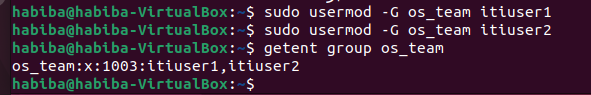 habiba@habiba-VirtualBox:~$ sudo usermod -G os_team itiuser1
habiba@habiba-VirtualBox:~$ sudo usermod -G os_team itiuser2
habiba@habiba-VirtualBox:~$ getent group os_team
os_team:x:1003:itiuser1,itiuser2
habiba@habiba-VirtualBox:~$